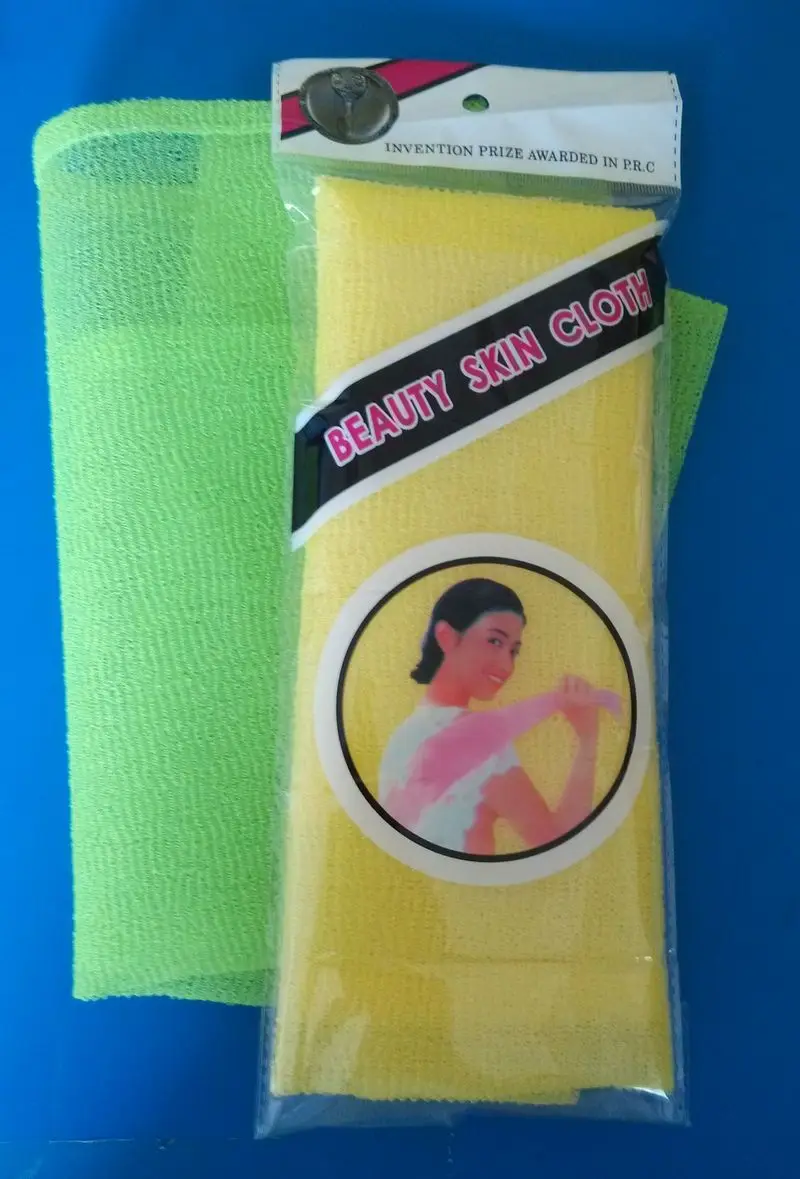 INVENTION PRIZE AWARDED IN P.R.C
BEAUTY SKIN CLOTH